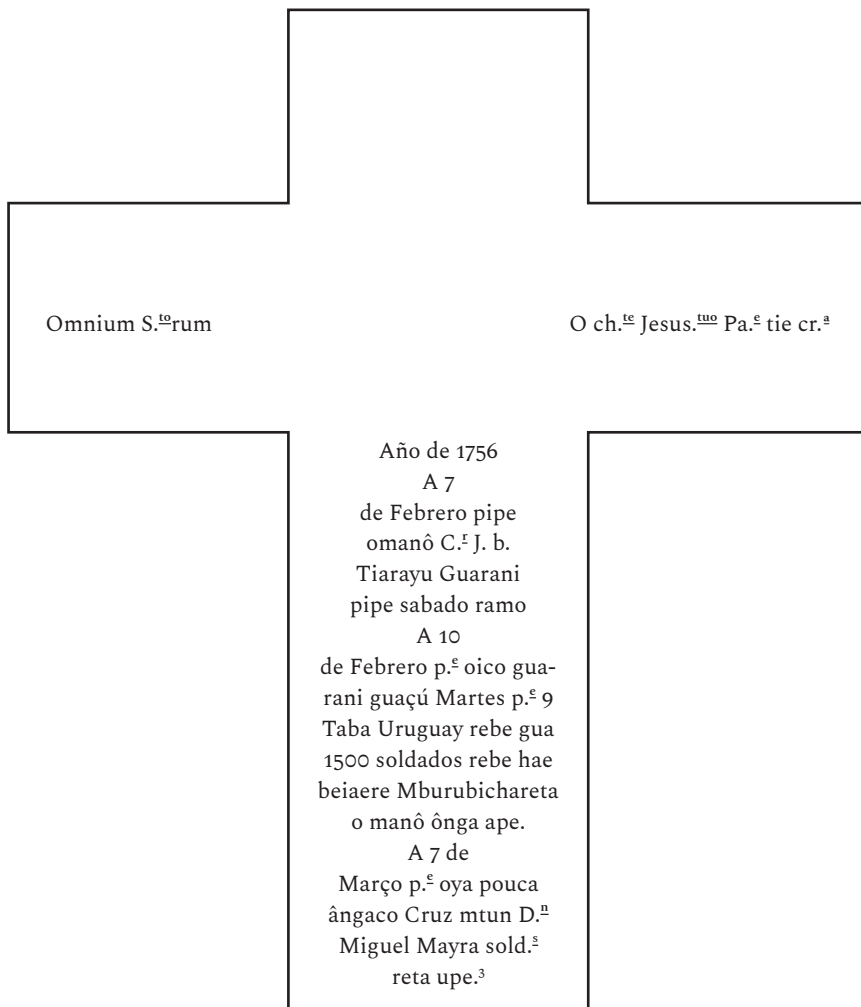 Omnium S.ᵗᵒrum
O ch.ᵗᵉ Jesus.ᵗᵘᵒ Pa.ᵉ tie cr.ᵃ
Año de 1756
A 7
de Febrero pipe
omanô C.ʳ J. b.
Tiarayu Guarani
pipe sabado ramo
A 10
de Febrero p.ᵉ oico gua-
rani guaçú Martes p.ᵉ 9
Taba Uruguay rebe gua
1500 soldados rebe hae
beiaere Mburubichareta
o manô ônga ape.
A 7 de
Março p.ᵉ oya pouca
ângaco Cruz mtun D.ⁿ
Miguel Mayra sold.ˢ
reta upe.³